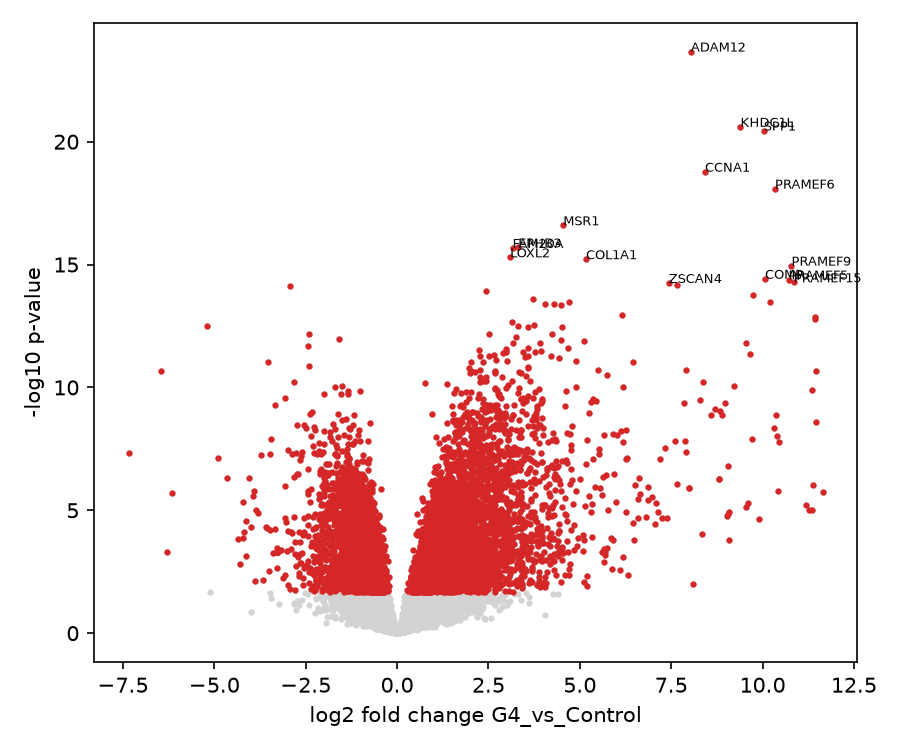 ADAM12
KHDC1L
SPP1
CCNA1
PRAMEF6
MSR1
LOXL2
COL1A1
PRAMEF9
ZSCAN4
COMP
PRAMEF5
PRAMEF15
20
15
10
5
0
-log10 p-value
−7.5
−5.0
−2.5
0.0
2.5
5.0
7.5
10.0
12.5
log2 fold change G4_vs_Control